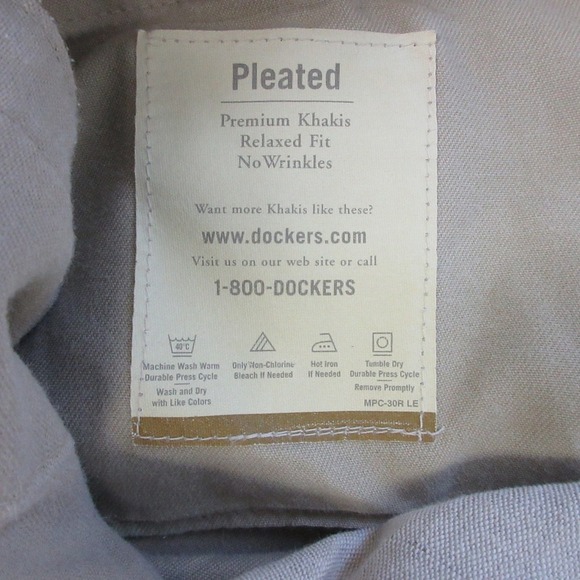 Pleated
Premium Khakis
Relaxed Fit
No Wrinkles
Want more Khakis like these?
www.dockers.com
Visit us on our web site or call
1-800-DOCKERS
40°C
Machine Wash Warm
Durable Press Cycle
Wash and Dry
with Like Colors
Only Non-Chlorine
Bleach If Needed
Hot Iron
If Needed
Tumble Dry
Durable Press Cycle
Remove Promptly
MPC-30R LE